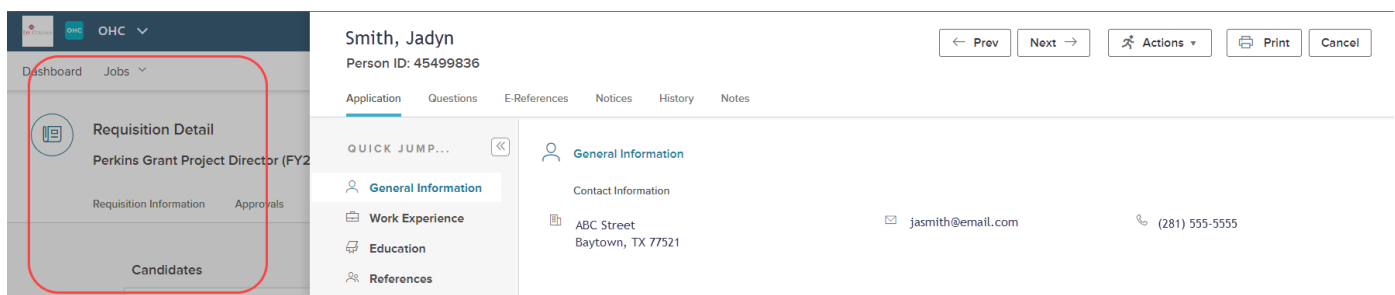 OHC OHC
Dashboard Jobs
Requisition Detail
Perkins Grant Project Director (FY2
Requisition Information Approvals
Candidates
Smith, Jadyn
Person ID: 45499836
← Prev Next → Actions Print Cancel
Application Questions E-References Notices History Notes
QUICK JUMP...
General Information
Work Experience
Education
References
General Information
Contact Information
ABC Street
Baytown, TX 77521
jasmith@email.com
(281) 555-5555